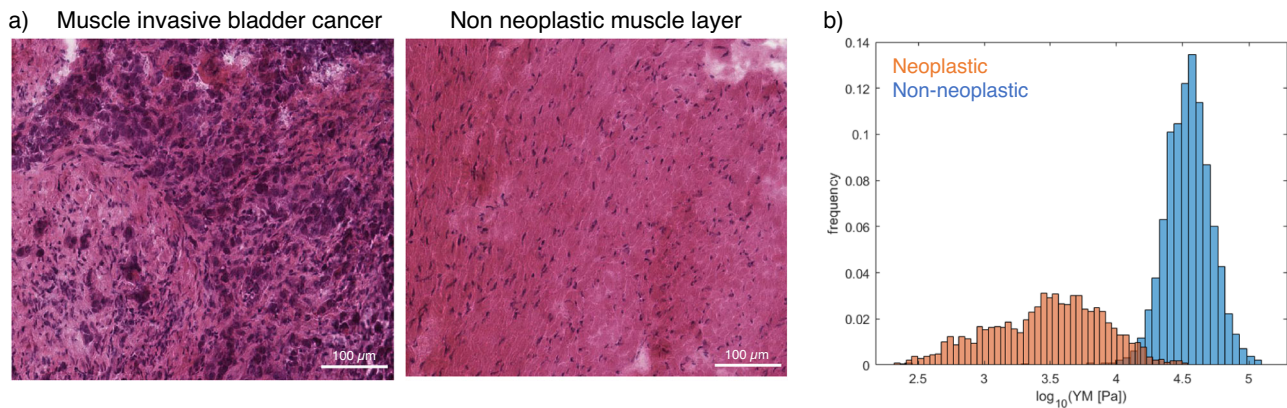 a) Muscle invasive bladder cancer
Non neoplastic muscle layer
100 µm
100 µm
b)
0.14
0.12
0.1
0.08
0.06
0.04
0.02
0
frequency
Neoplastic
Non-neoplastic
2.5 3 3.5 4 4.5 5
log10(YM [Pa])